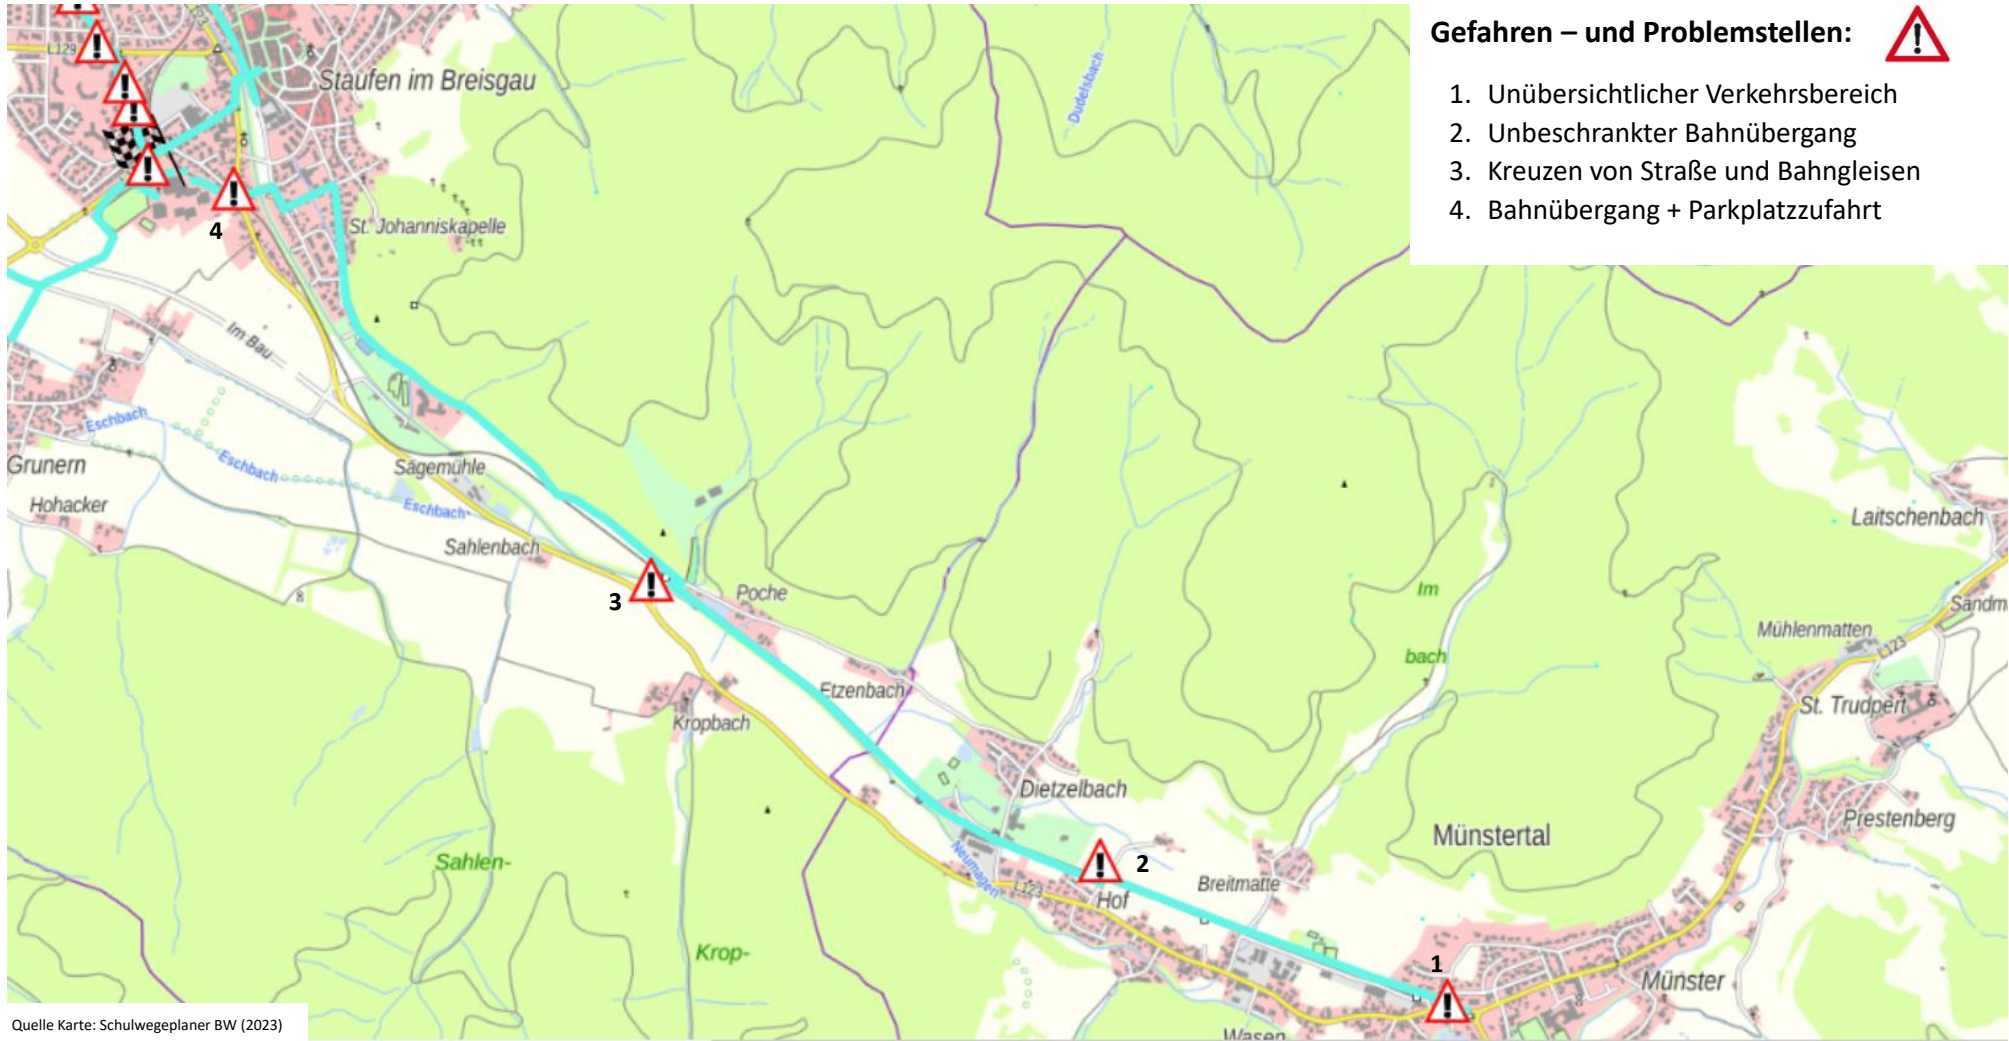 Gefahren – und Problemstellen:
1. Unübersichtlicher Verkehrsbereich
2. Unbeschrankter Bahnübergang
3. Kreuzen von Straße und Bahngleisen
4. Bahnübergang + Parkplatzzufahrt
L129
Staufen im Breisgau
Dudelsbach
4
St. Johanniskapelle
Im Bau
Eschbach
Grunern
Eschbach
Sägemühle
Hohacker
Eschbach
Laitschenbach
Sahlenbach
3
Poche
Im
Sandm
Mühlenmatten
L123
bach
Etzenbach
Kropbach
St. Trudpert
Dietzelbach
Prestenberg
Münstertal
Sahlen-
Neumagen
2
L123
Hof
Breitmatte
Krop-
1
Münster
Quelle Karte: Schulwegeplaner BW (2023)
Wasen